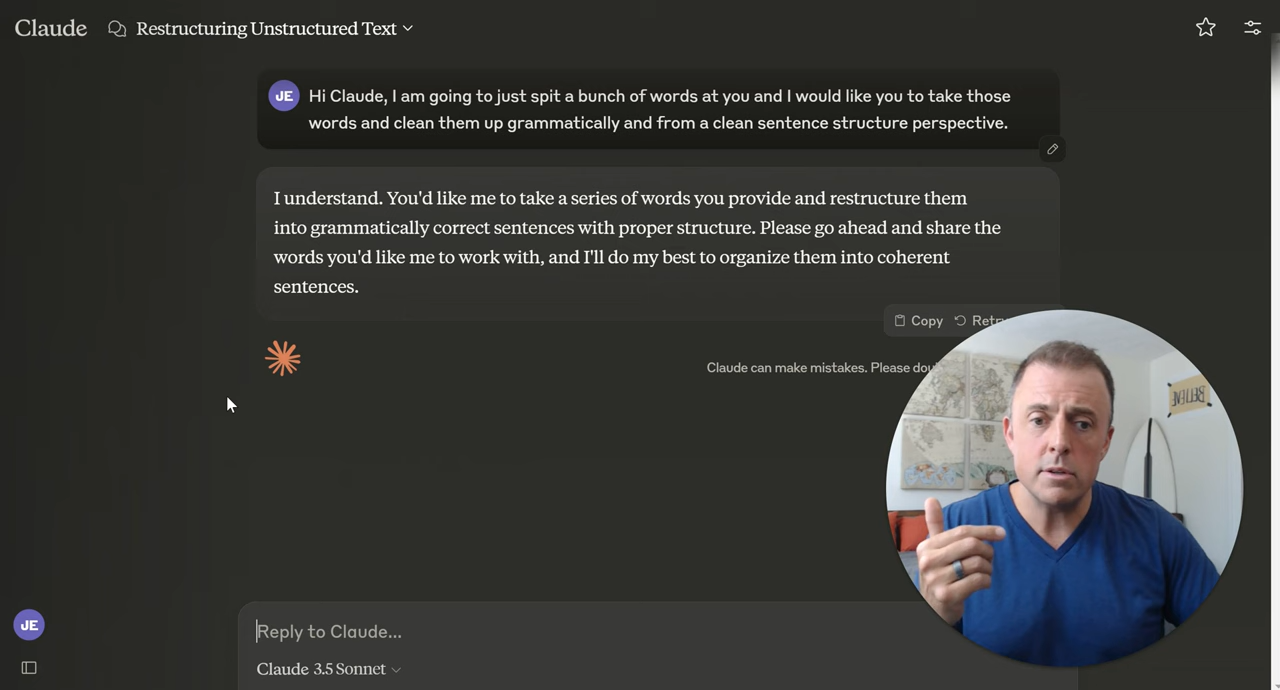 Claude
Restructuring Unstructured Text
JE
Hi Claude, I am going to just spit a bunch of words at you and I would like you to take those
words and clean them up grammatically and from a clean sentence structure perspective.
I understand. You'd like me to take a series of words you provide and restructure them
into grammatically correct sentences with proper structure. Please go ahead and share the
words you'd like me to work with, and I'll do my best to organize them into coherent
sentences.
Copy
Claude can make mistakes. Please
BELIEVE
JE
Reply to Claude...
Claude 3.5 Sonnet